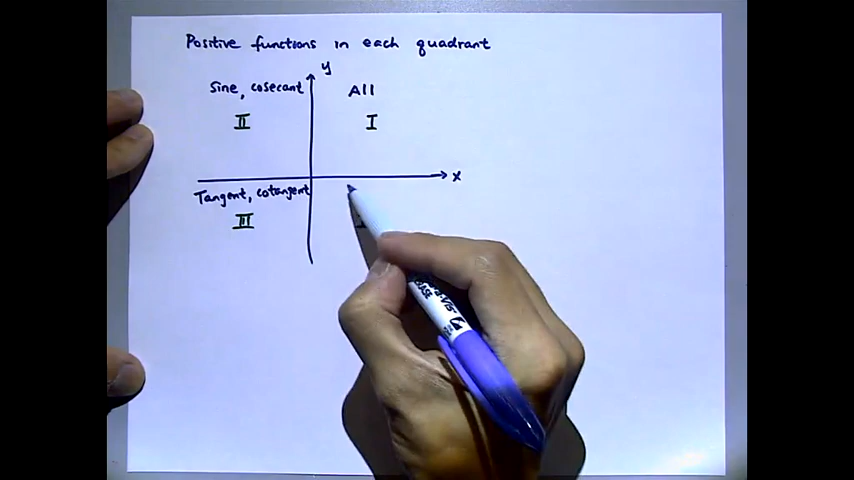 Positive functions in each quadrant
y
Sine, cosecant
All
II
I
x
Tangent, cotangent
III